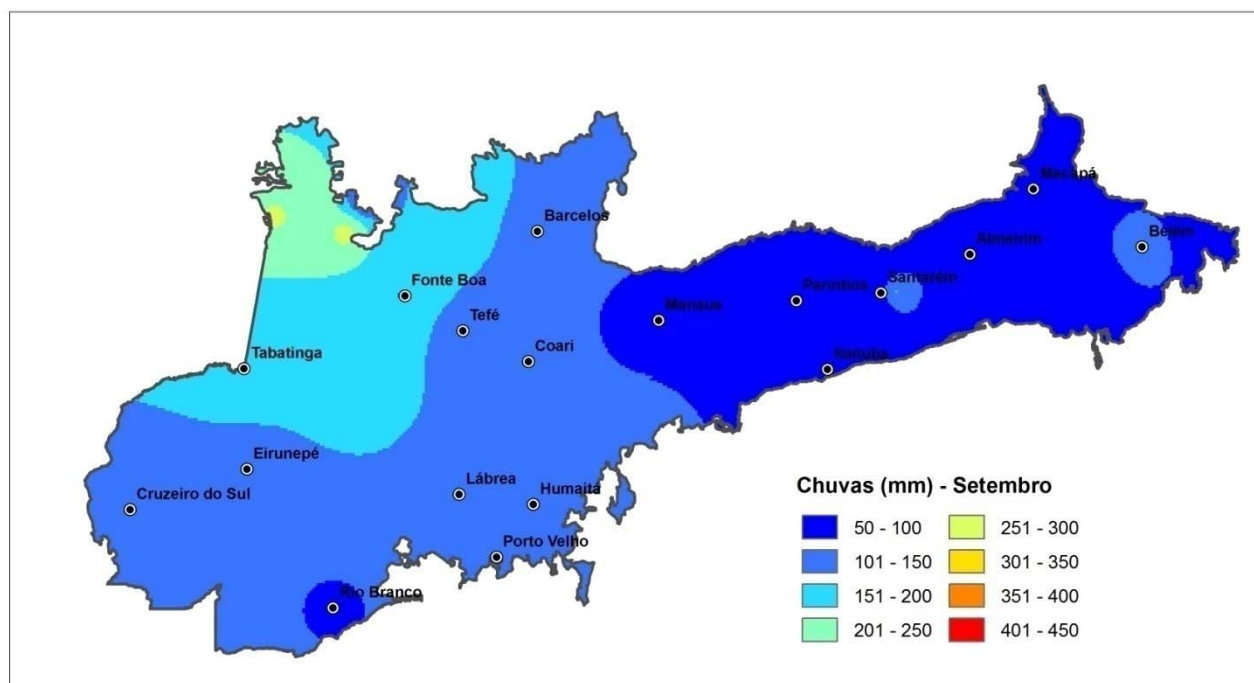 Macapá
Barcelos
Belém
Almeirim
Fonte Boa
Santarém
Parintins
Manaus
Tefé
Coari
Tabatinga
Itaituba
Eirunepé
Cruzeiro do Sul
Lábrea
Humaitá
Porto Velho
Rio Branco
Chuvas (mm) - Setembro
50 - 100
101 - 150
151 - 200
201 - 250
251 - 300
301 - 350
351 - 400
401 - 450